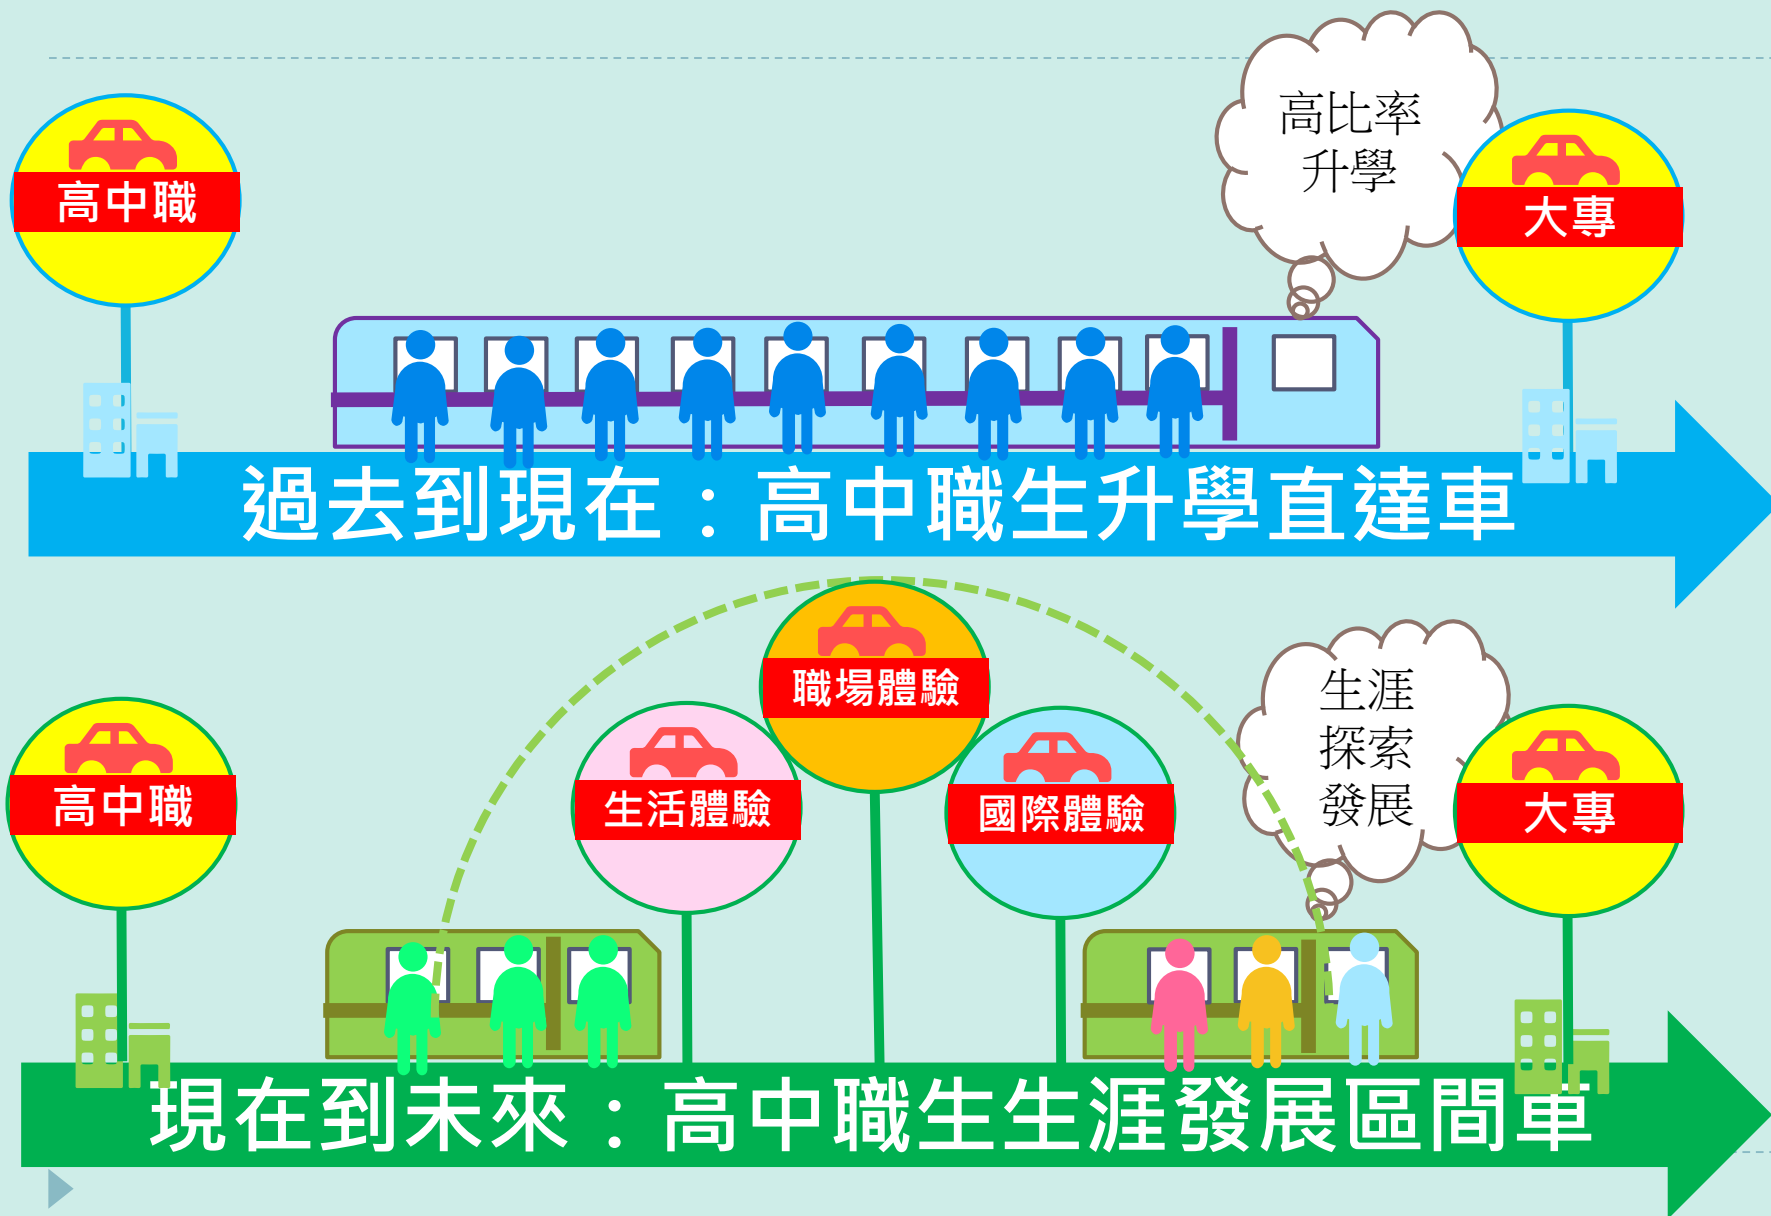 高比率
升學
高中職
大專
過去到現在：高中職生升學直達車
職場體驗
生活體驗
國際體驗
生涯
探索
發展
高中職
大專
現在到未來：高中職生生涯發展區間車